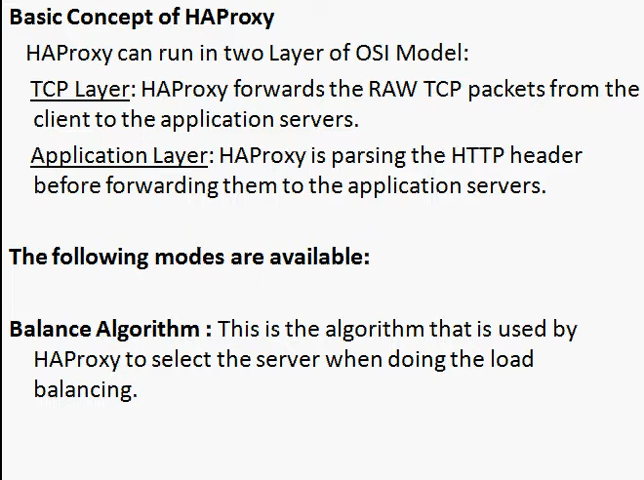 Basic Concept of HAProxy
HAProxy can run in two Layer of OSI Model:
TCP Layer: HAProxy forwards the RAW TCP packets from the
client to the application servers.
Application Layer: HAProxy is parsing the HTTP header
before forwarding them to the application servers.
The following modes are available:
Balance Algorithm : This is the algorithm that is used by
HAProxy to select the server when doing the load
balancing.